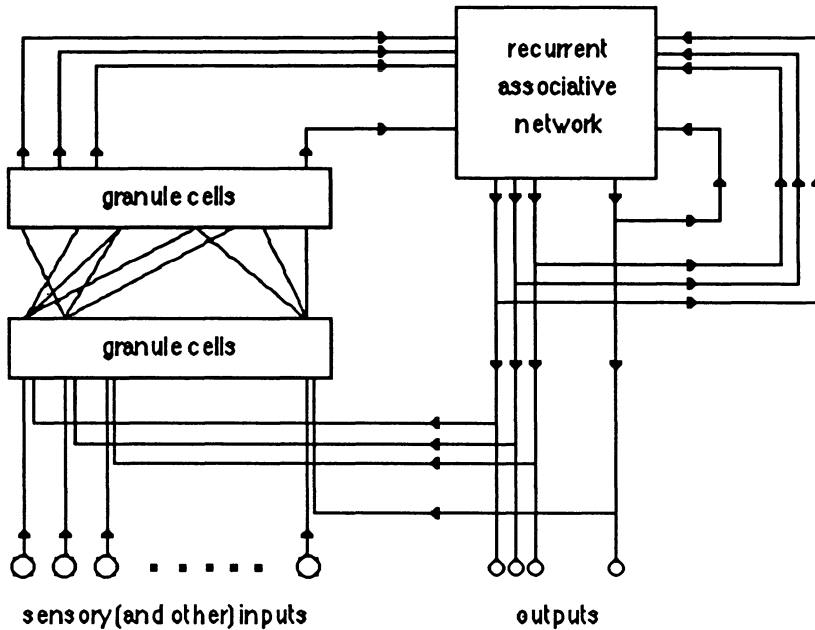 recurrent
associative
network
granule cells
granule cells
sensory (and other) inputs
outputs